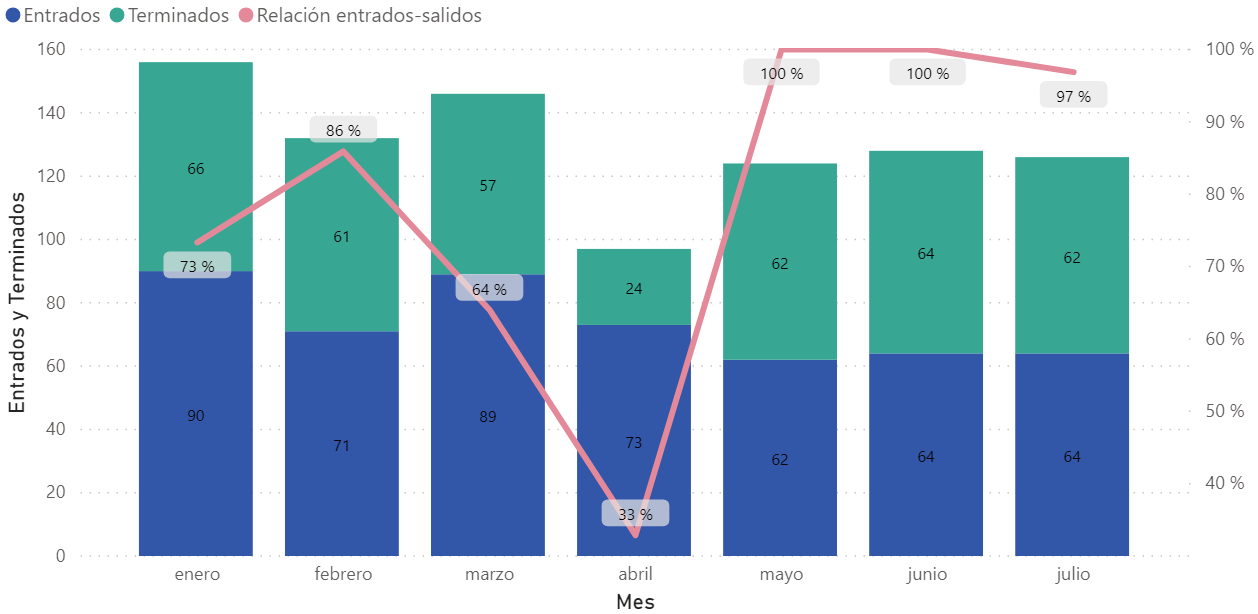 Entrados Terminados Relación entrados-salidos
160 100 %
140
120
100
80
60
40
20
0
90 %
80 %
70 %
60 %
50 %
40 %
Entrados y Terminados
66 61 57 24 62 64 62
90 71 89 73 62 64 64
73 % 86 % 64 % 33 % 100 % 100 % 97 %
enero febrero marzo abril mayo junio julio
Mes